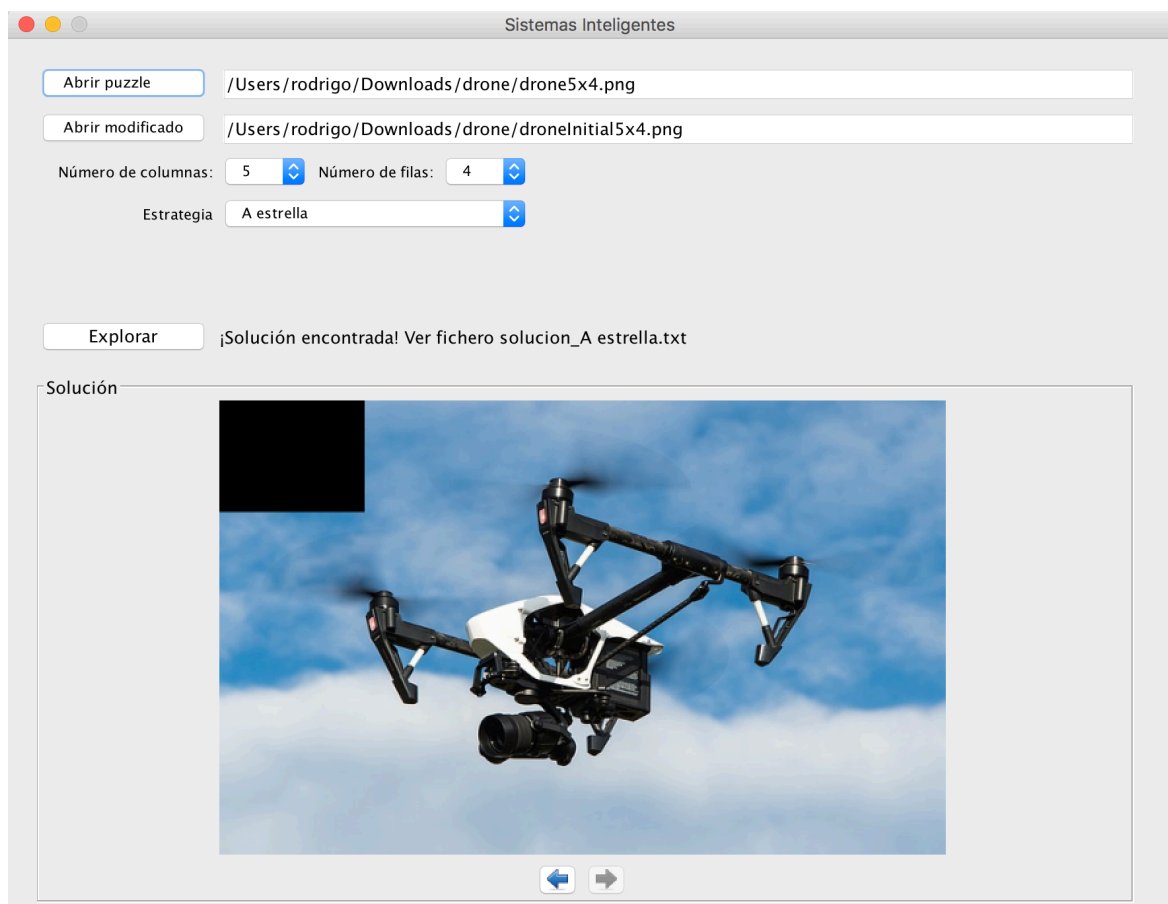 Sistemas Inteligentes
Abrir puzzle /Users/rodrigo/Downloads/drone/drone5x4.png
Abrir modificado /Users/rodrigo/Downloads/drone/droneInitial5x4.png
Número de columnas: 5 Número de filas: 4
Estrategia A estrella
Explorar ¡Solución encontrada! Ver fichero solucion_A estrella.txt
Solución